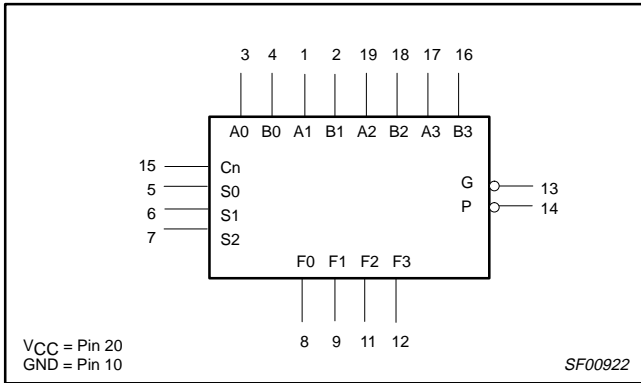 3 4 1 2 19 18 17 16
A0 B0 A1 B1 A2 B2 A3 B3
15 Cn
5 S0 G 13
6 S1 P 14
7 S2
F0 F1 F2 F3
8 9 11 12
VCC = Pin 20
GND = Pin 10
SF00922